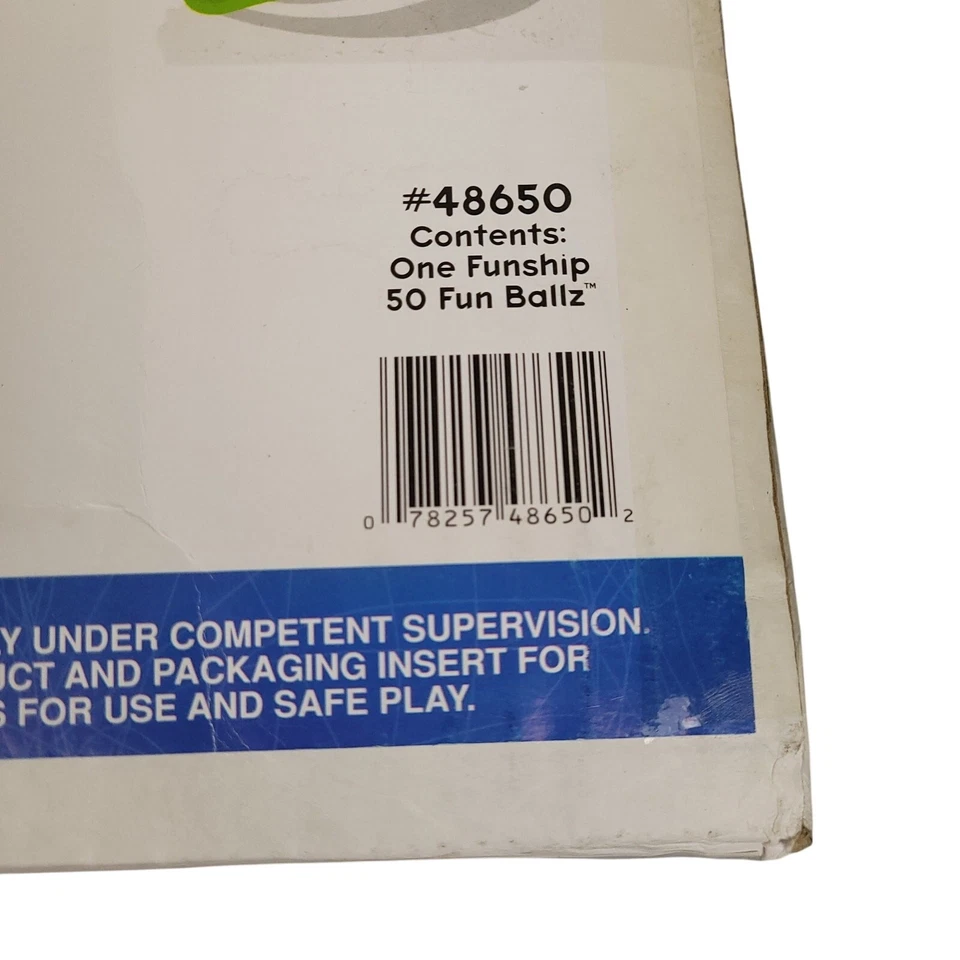 #48650
Contents:
One Funship
50 Fun Ballz™
0 78257 48650 2
Y UNDER COMPETENT SUPERVISION.
UCT AND PACKAGING INSERT FOR
S FOR USE AND SAFE PLAY.